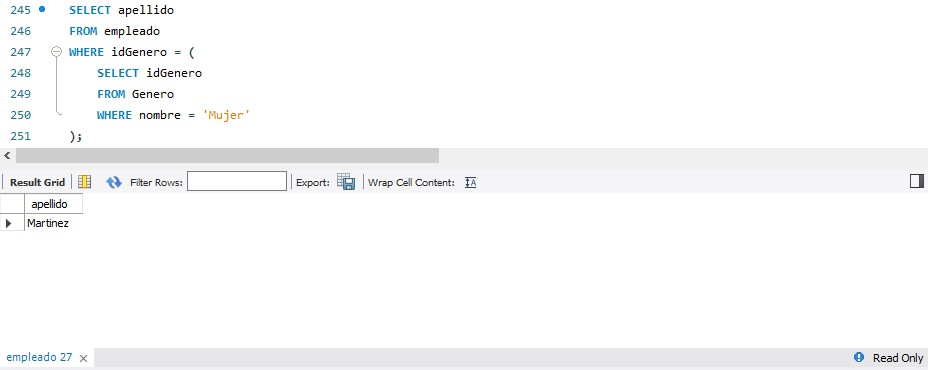 245 SELECT apellido
246 FROM empleado
247 WHERE idGenero = (
248 SELECT idGenero
249 FROM Genero
250 WHERE nombre = 'Mujer'
251 );
Result Grid Filter Rows: Export: Wrap Cell Content:
apellido
Martinez
empleado 27 Read Only